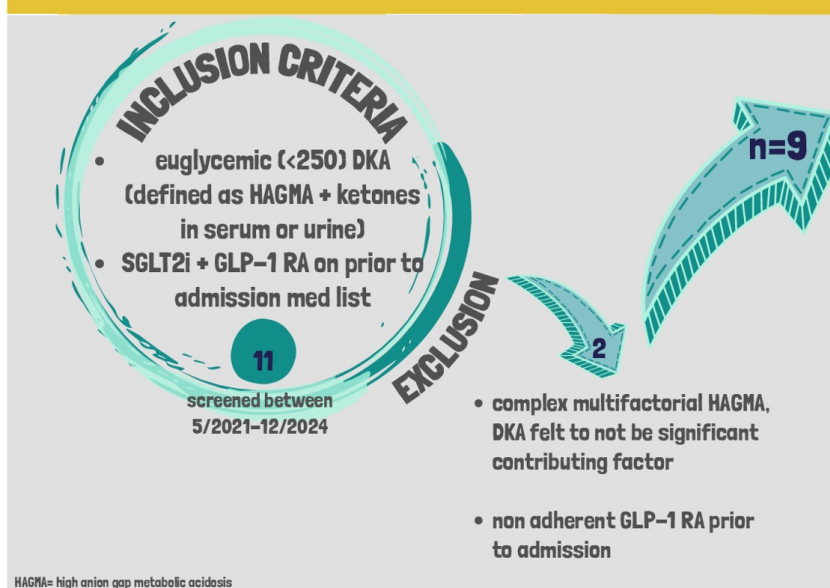 INCLUSION CRITERIA
• euglycemic (<250) DKA
(defined as HAGMA + ketones
in serum or urine)
• SGLT2i + GLP-1 RA on prior to
admission med list
11
screened between
5/2021-12/2024
EXCLUSION
2
• complex multifactorial HAGMA,
DKA felt to not be significant
contributing factor
• non adherent GLP-1 RA prior
to admission
n=9
HAGMA= high anion gap metabolic acidosis